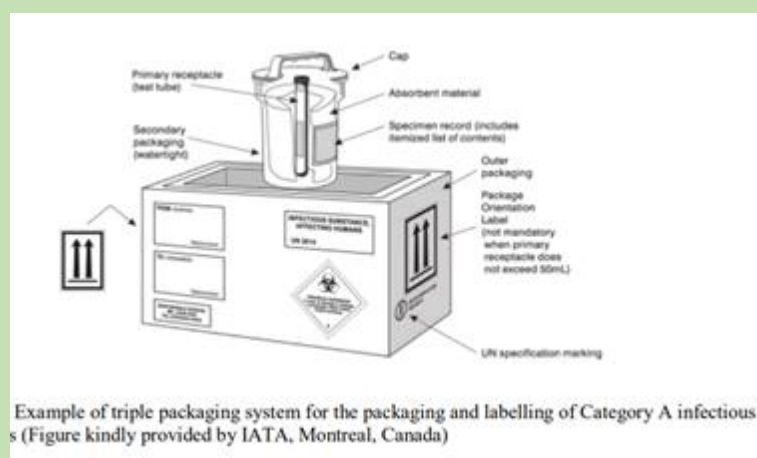 Cap
Primary receptacle
(test tube)
Absorbent material
Specimen record (includes
itemized list of contents)
Secondary
packaging
(watertight)
Outer
packaging
Package
Orientation
Label
(not mandatory
when primary
receptacle does
not exceed 50mL)
INFECTIOUS SUBSTANCE,
AFFECTING HUMANS
UN 2814
UN specification marking
Example of triple packaging system for the packaging and labelling of Category A infectious
s (Figure kindly provided by IATA, Montreal, Canada)